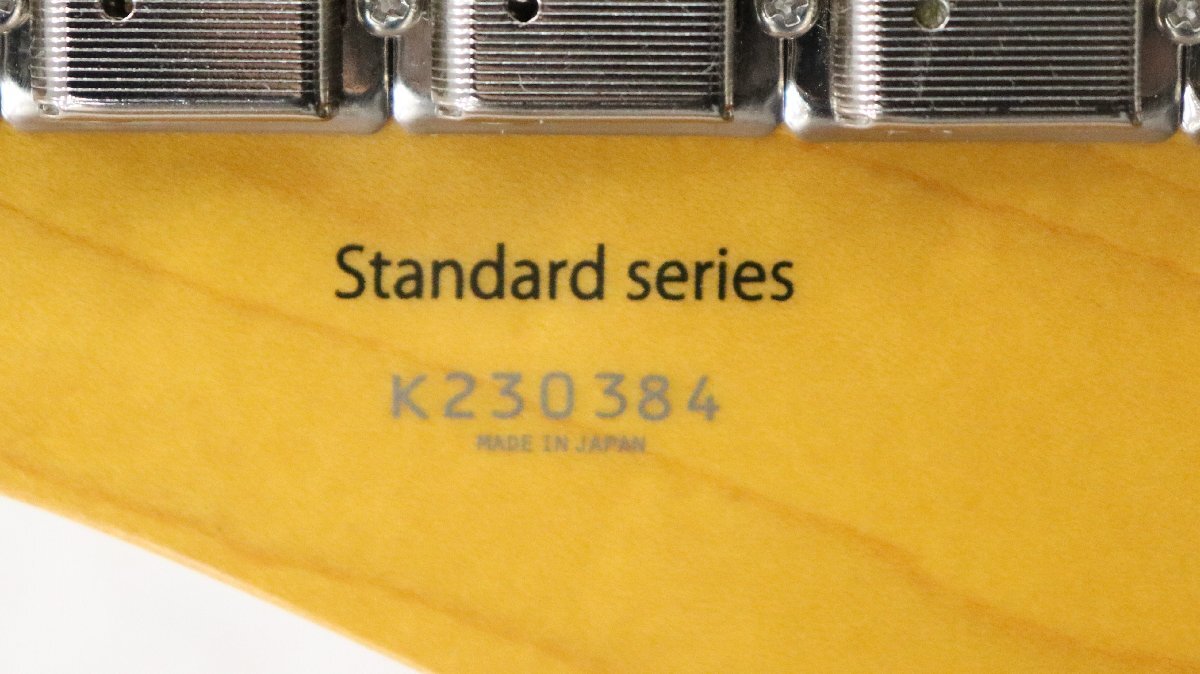 Standard series
K230384
MADE IN JAPAN